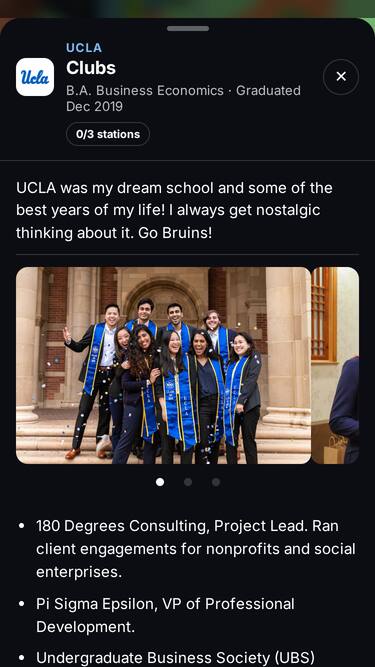 UCLA
Clubs
Ucla
B.A. Business Economics · Graduated
Dec 2019
✕
0/3 stations
UCLA was my dream school and some of the
best years of my life! I always get nostalgic
thinking about it. Go Bruins!
• 180 Degrees Consulting, Project Lead. Ran
client engagements for nonprofits and social
enterprises.
• Pi Sigma Epsilon, VP of Professional
Development.
• Undergraduate Business Society (UBS)